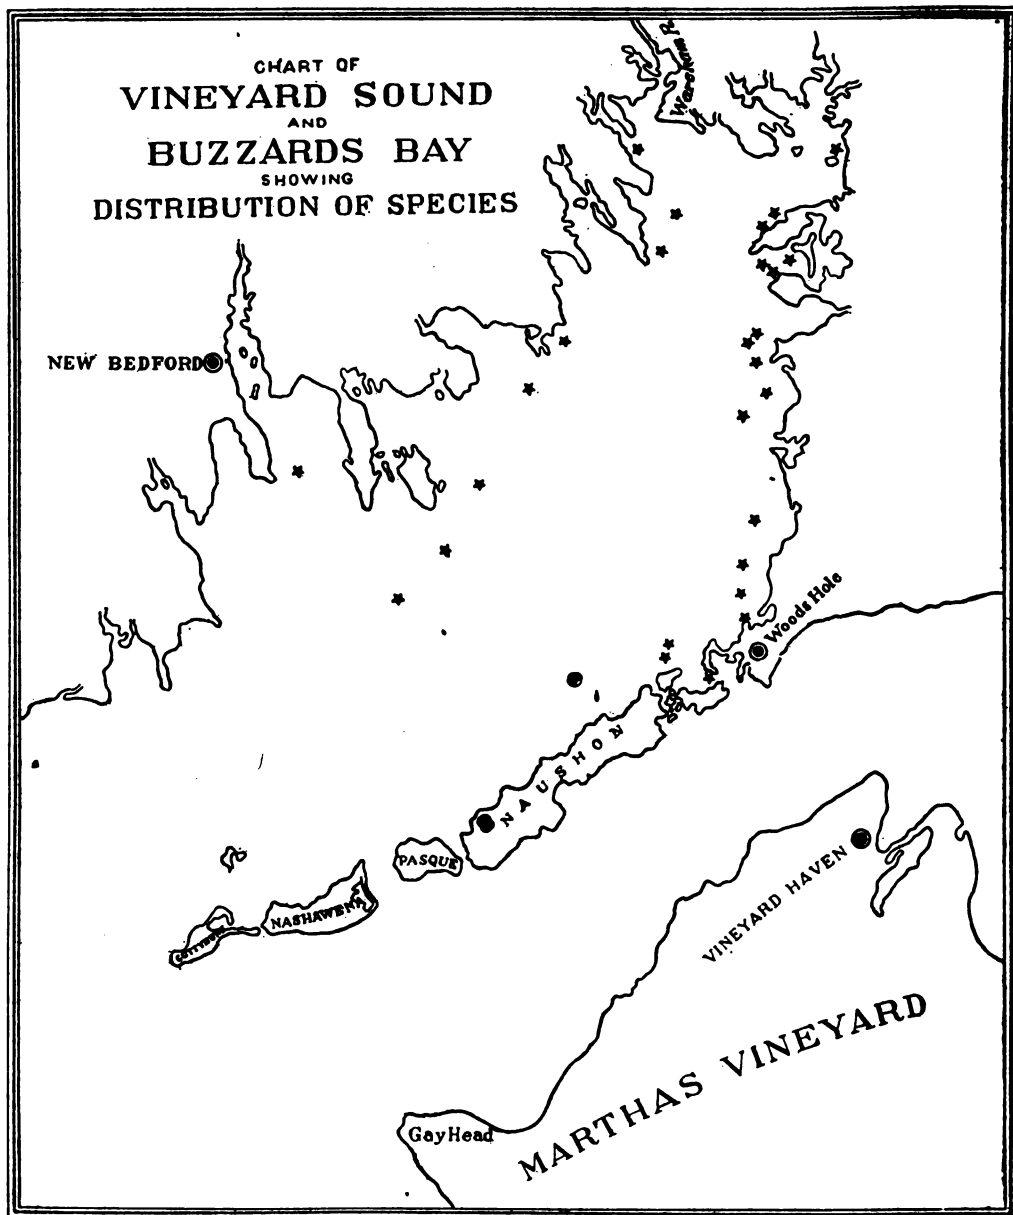 CHART OF
VINEYARD SOUND
AND
BUZZARDS BAY
SHOWING
DISTRIBUTION OF SPECIES
Wareham R.
NEW BEDFORD
Woods Hole
NAUSHON
PASQUE
NASHAWENA
VINEYARD HAVEN
MARTHAS VINEYARD
Gay Head